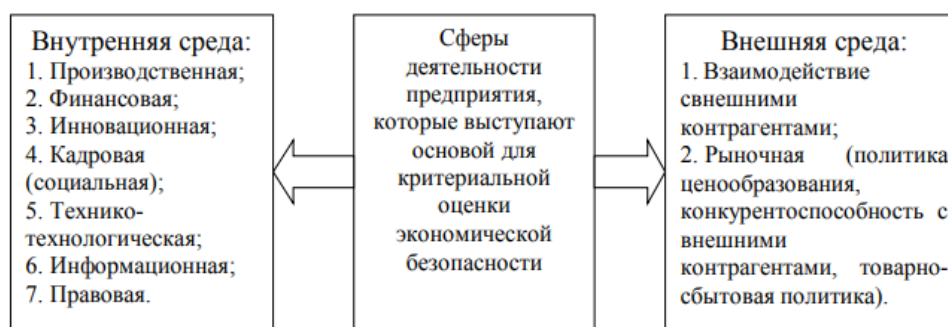 Внутренняя среда:
1. Производственная;
2. Финансовая;
3. Инновационная;
4. Кадровая
(социальная);
5. Технико-
технологическая;
6. Информационная;
7. Правовая.
Сферы
деятельности
предприятия,
которые выступают
основой для
критериальной
оценки
экономической
безопасности
Внешняя среда:
1. Взаимодействие
свнешними
контрагентами;
2. Рыночная (политика
ценообразования,
конкурентоспособность с
внешними
контрагентами, товарно-
сбытовая политика).